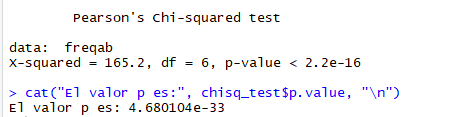 Pearson's Chi-squared test
data:  freqab
X-squared = 165.2, df = 6, p-value < 2.2e-16
> cat("El valor p es:", chisq_test$p.value, "\n")
El valor p es: 4.680104e-33